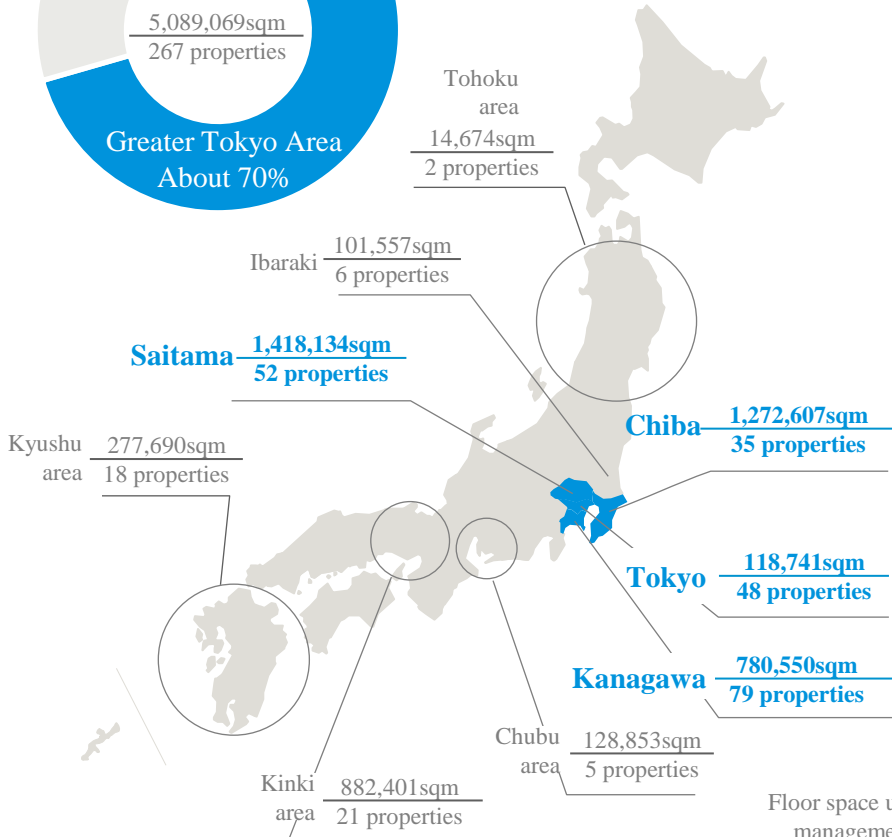 5,089,069sqm
267 properties
Greater Tokyo Area
About 70%
Tohoku
area
14,674sqm
2 properties
Ibaraki
101,557sqm
6 properties
Saitama
1,418,134sqm
52 properties
Chiba
1,272,607sqm
35 properties
Kyushu
area
277,690sqm
18 properties
Tokyo
118,741sqm
48 properties
Kanagawa
780,550sqm
79 properties
Chubu
area
128,853sqm
5 properties
Kinki
area
882,401sqm
21 properties
Floor space